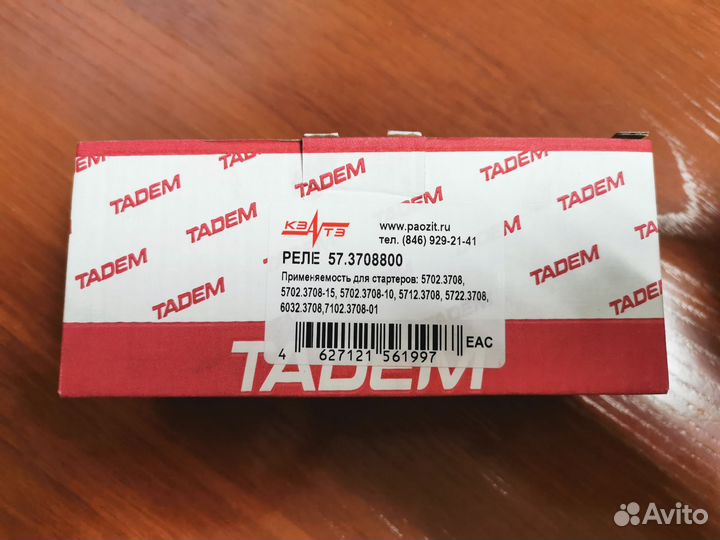 TADEM TADEM TADEM TADEM TADEM
TADEM TADEM TADEM TADEM
КЗАТЭ
www.paozit.ru
тел. (846) 929-21-41
РЕЛЕ 57.3708800
Применяемость для стартеров: 5702.3708,
5702.3708-15, 5702.3708-10, 5712.3708, 5722.3708,
6032.3708,7102.3708-01
4 627121 561997
EAC
TADEM
Avito